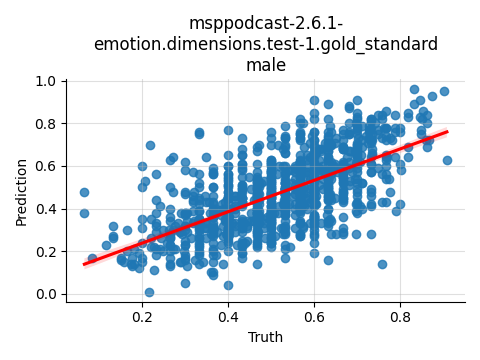 msppodcast-2.6.1-
emotion.dimensions.test-1.gold_standard
male
1.0
0.8
0.6
0.4
0.2
0.0
Prediction
0.2 0.4 0.6 0.8
Truth